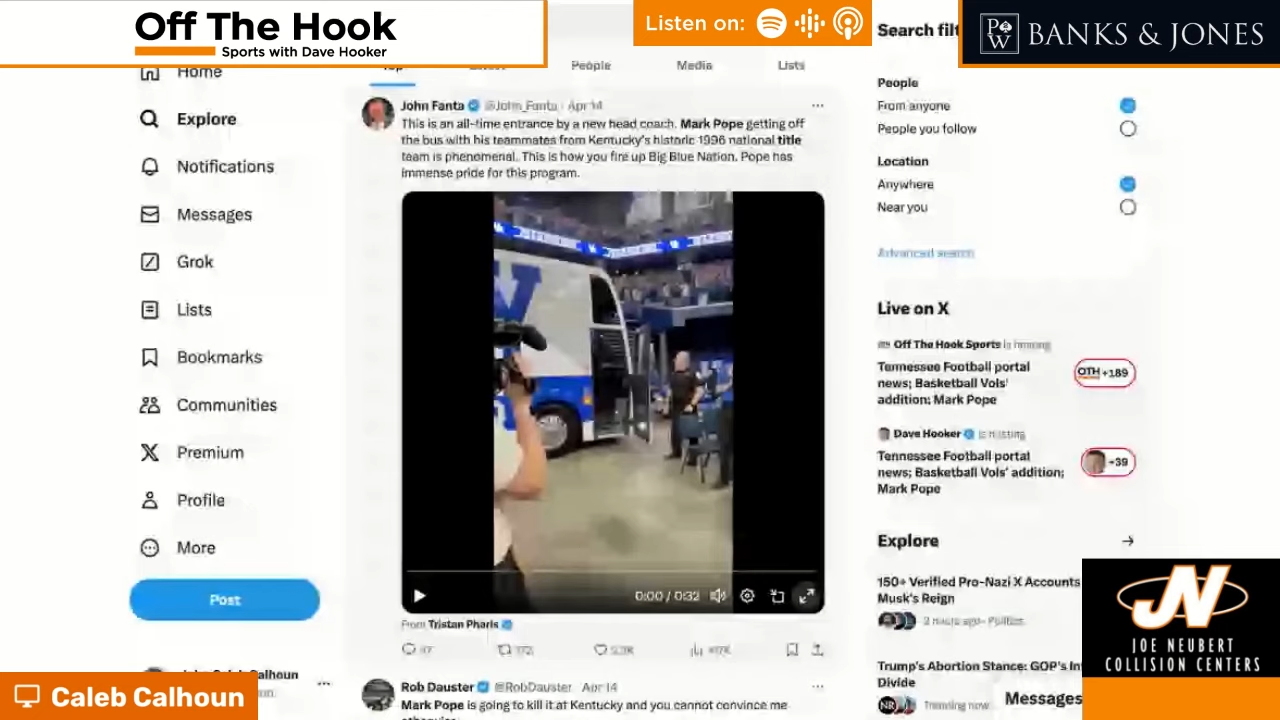 Off The Hook
Sports with Dave Hooker
Listen on:
BANKS & JONES
Home
Explore
Notifications
Messages
Grok
Lists
Bookmarks
Communities
Premium
Profile
More
Post
Caleb Calhoun
People
Media
Lists
John Fanta @John_Fanta · Apr 14
This is an all-time entrance by a new head coach. Mark Pope getting off
the bus with his teammates from Kentucky's historic 1996 national title
team is phenomenal. This is how you fire up Big Blue Nation. Pope has
immense pride for this program.
0:00 / 0:32
From Tristan Pharis
Rob Dauster @RobDauster · Apr 14
Mark Pope is going to kill it at Kentucky and you cannot convince me
Search
People
From anyone
People you follow
Location
Anywhere
Near you
Advanced search
Live on X
Off The Hook Sports is hosting
Tennessee Football portal
news; Basketball Vols'
addition; Mark Pope
OTH +189
Dave Hooker is hosting
Tennessee Football portal
news; Basketball Vols' addition;
Mark Pope
+39
Explore
150+ Verified Pro-Nazi X Accounts
Musk's Reign
Trump's Abortion Stance: GOP's
Divide
Trending now
Messages
JOE NEUBERT
COLLISION CENTERS